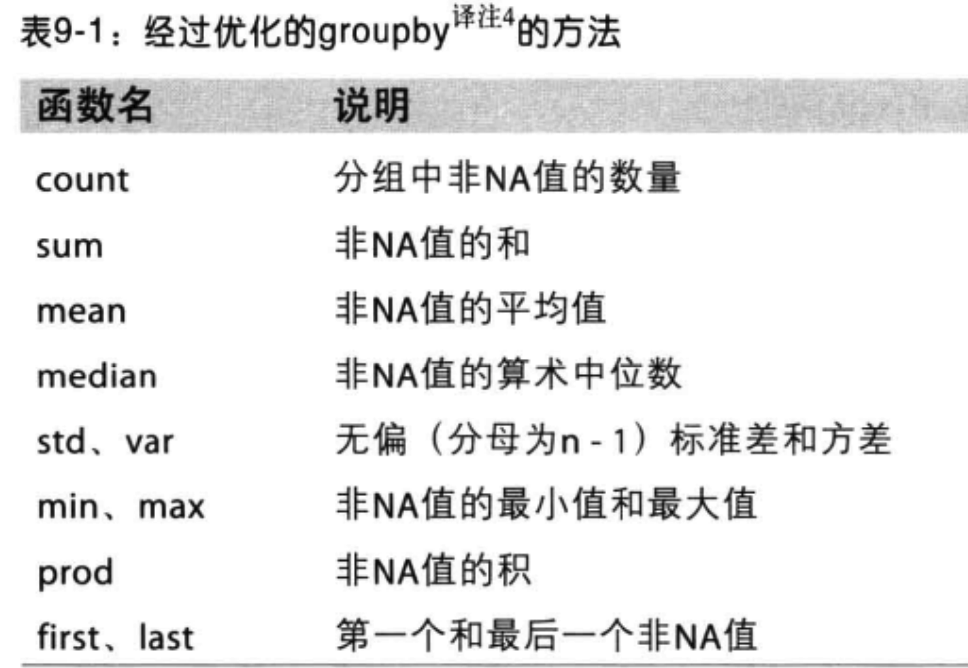 表9-1：经过优化的groupby译注4的方法
函数名 说明
count 分组中非NA值的数量
sum 非NA值的和
mean 非NA值的平均值
median 非NA值的算术中位数
std、var 无偏（分母为n - 1）标准差和方差
min、max 非NA值的最小值和最大值
prod 非NA值的积
first、last 第一个和最后一个非NA值